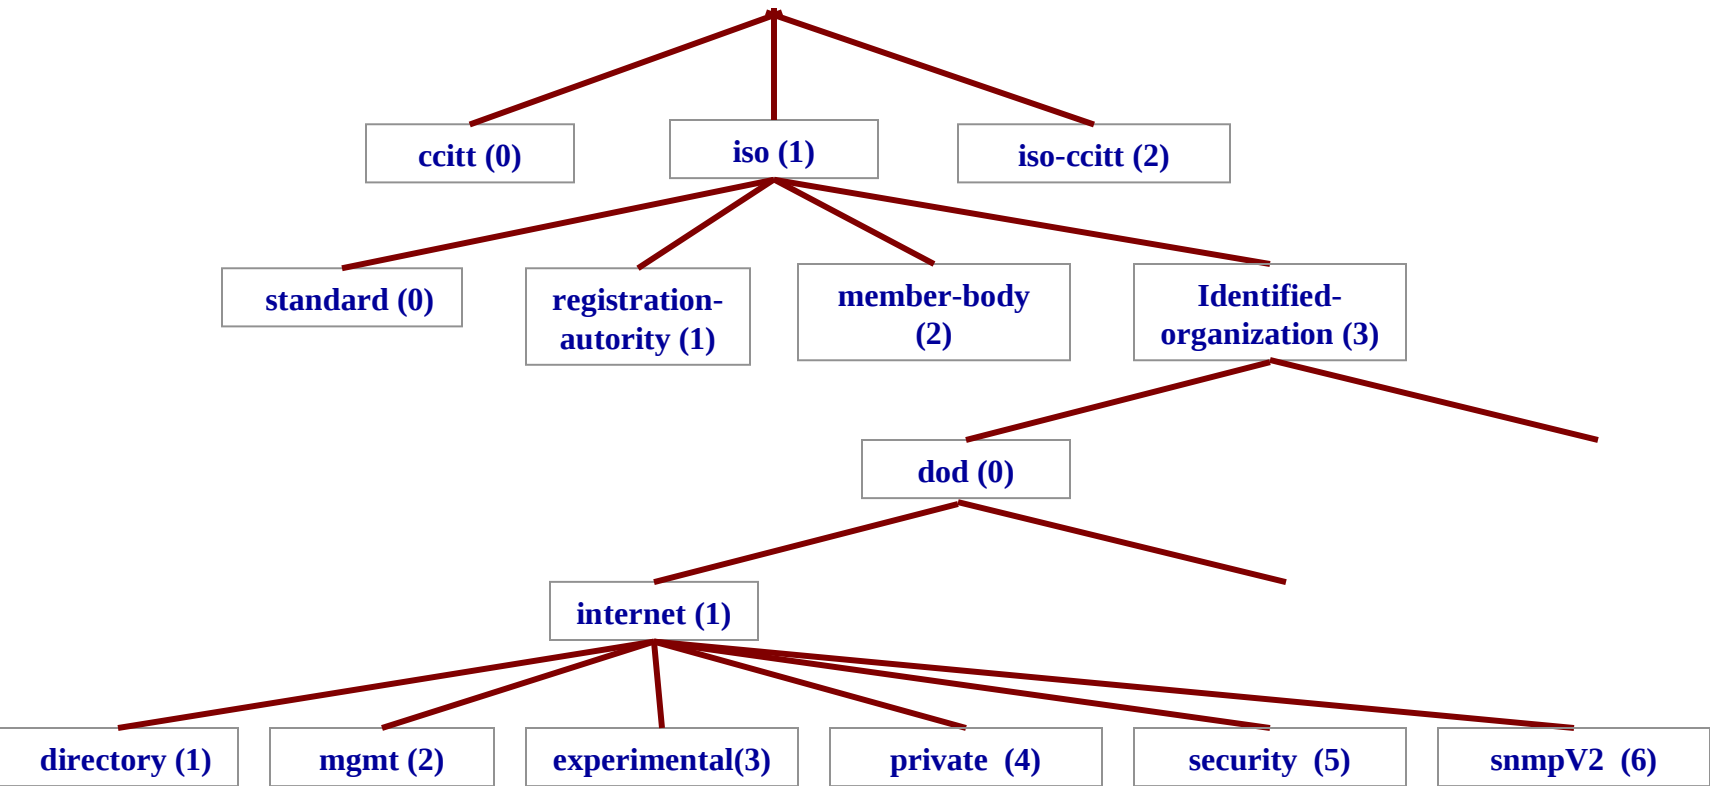 ccitt (0)
iso (1)
iso-ccitt (2)
standard (0)
registration-
autority (1)
member-body
(2)
Identified-
organization (3)
dod (0)
internet (1)
directory (1)
mgmt (2)
experimental(3)
private (4)
security (5)
snmpV2 (6)